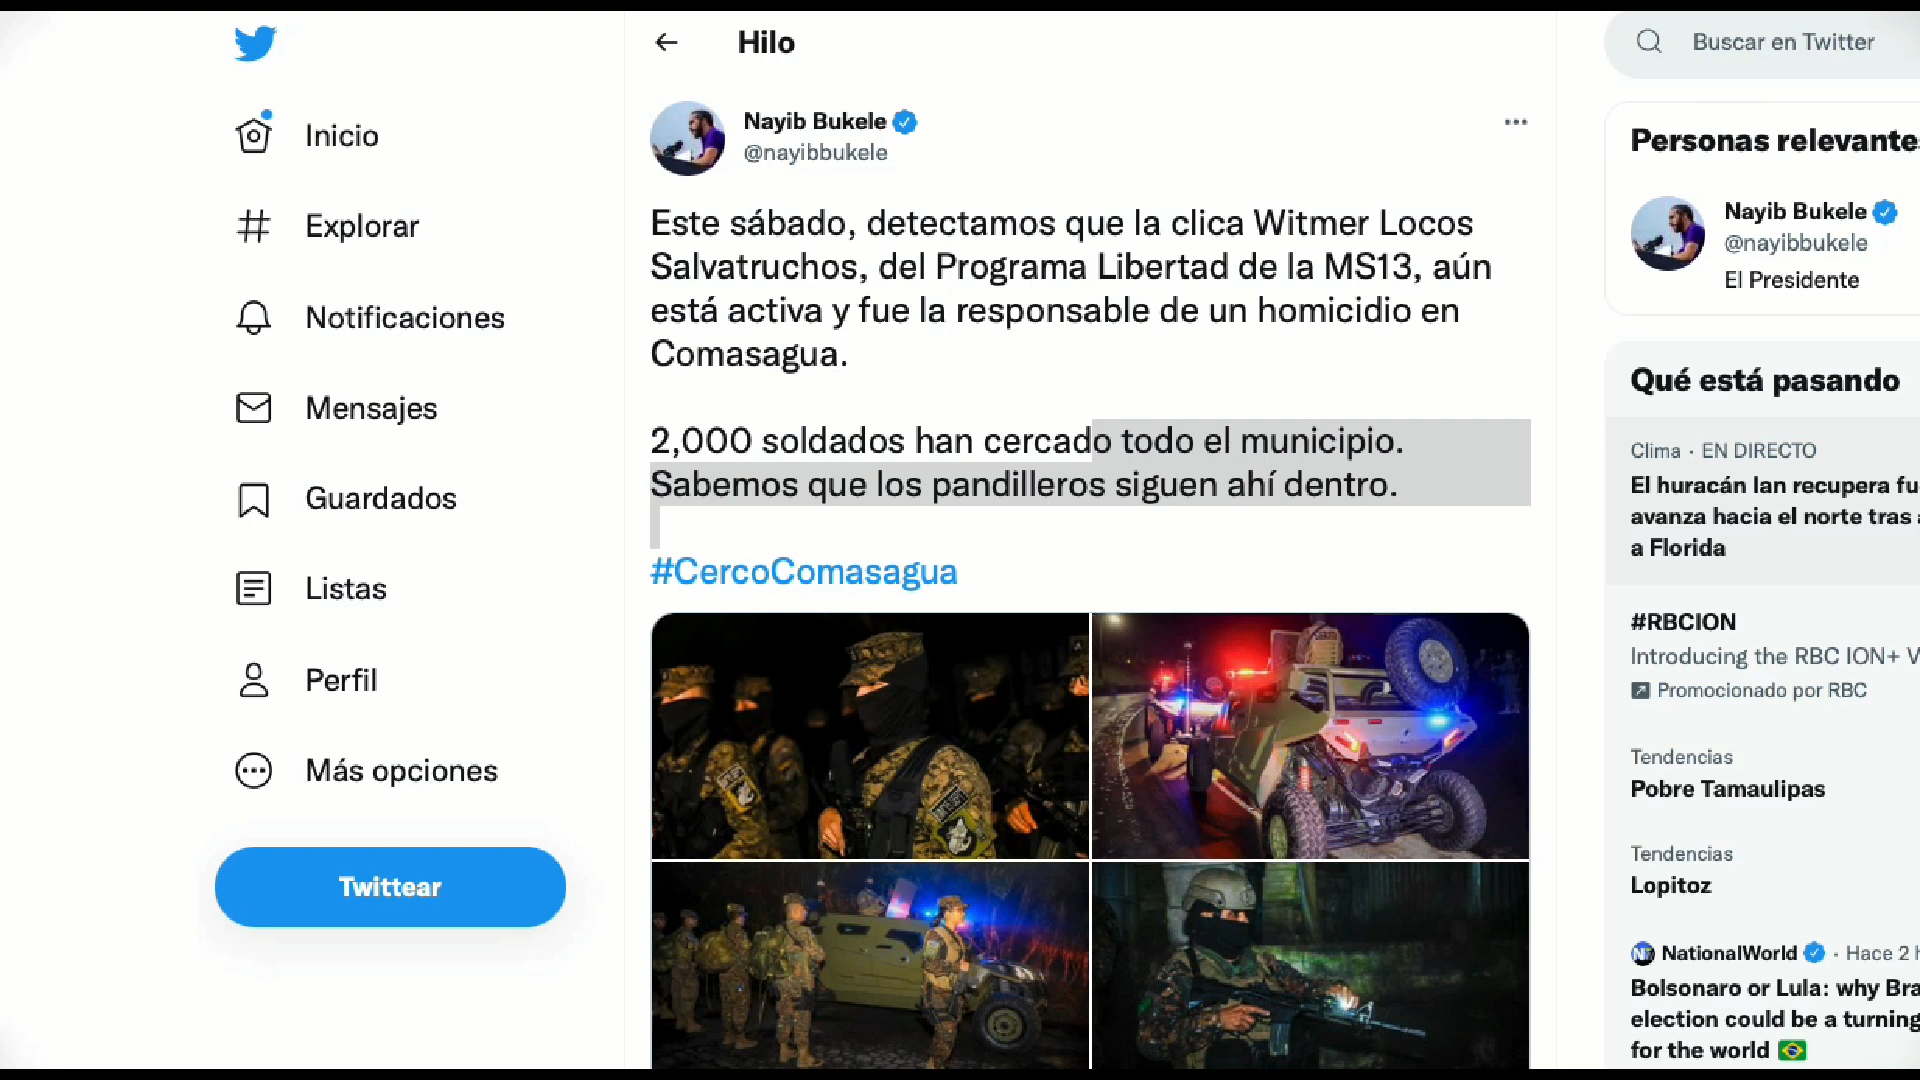 Inicio
Explorar
Notificaciones
Mensajes
Guardados
Listas
Perfil
Más opciones
Twittear
Hilo
Nayib Bukele
@nayibbukele
Este sábado, detectamos que la clica Witmer Locos
Salvatruchos, del Programa Libertad de la MS13, aún
está activa y fue la responsable de un homicidio en
Comasagua.
2,000 soldados han cercado todo el municipio.
Sabemos que los pandilleros siguen ahí dentro.
#CercoComasagua
Buscar en Twitter
Personas relevantes
Nayib Bukele
@nayibbukele
El Presidente
Qué está pasando
Clima · EN DIRECTO
El huracán Ian recupera fu
avanza hacia el norte tras a
a Florida
#RBCION
Introducing the RBC ION+ V
Promocionado por RBC
Tendencias
Pobre Tamaulipas
Tendencias
Lopitoz
NationalWorld · Hace 2 h
Bolsonaro or Lula: why Bra
election could be a turning
for the world